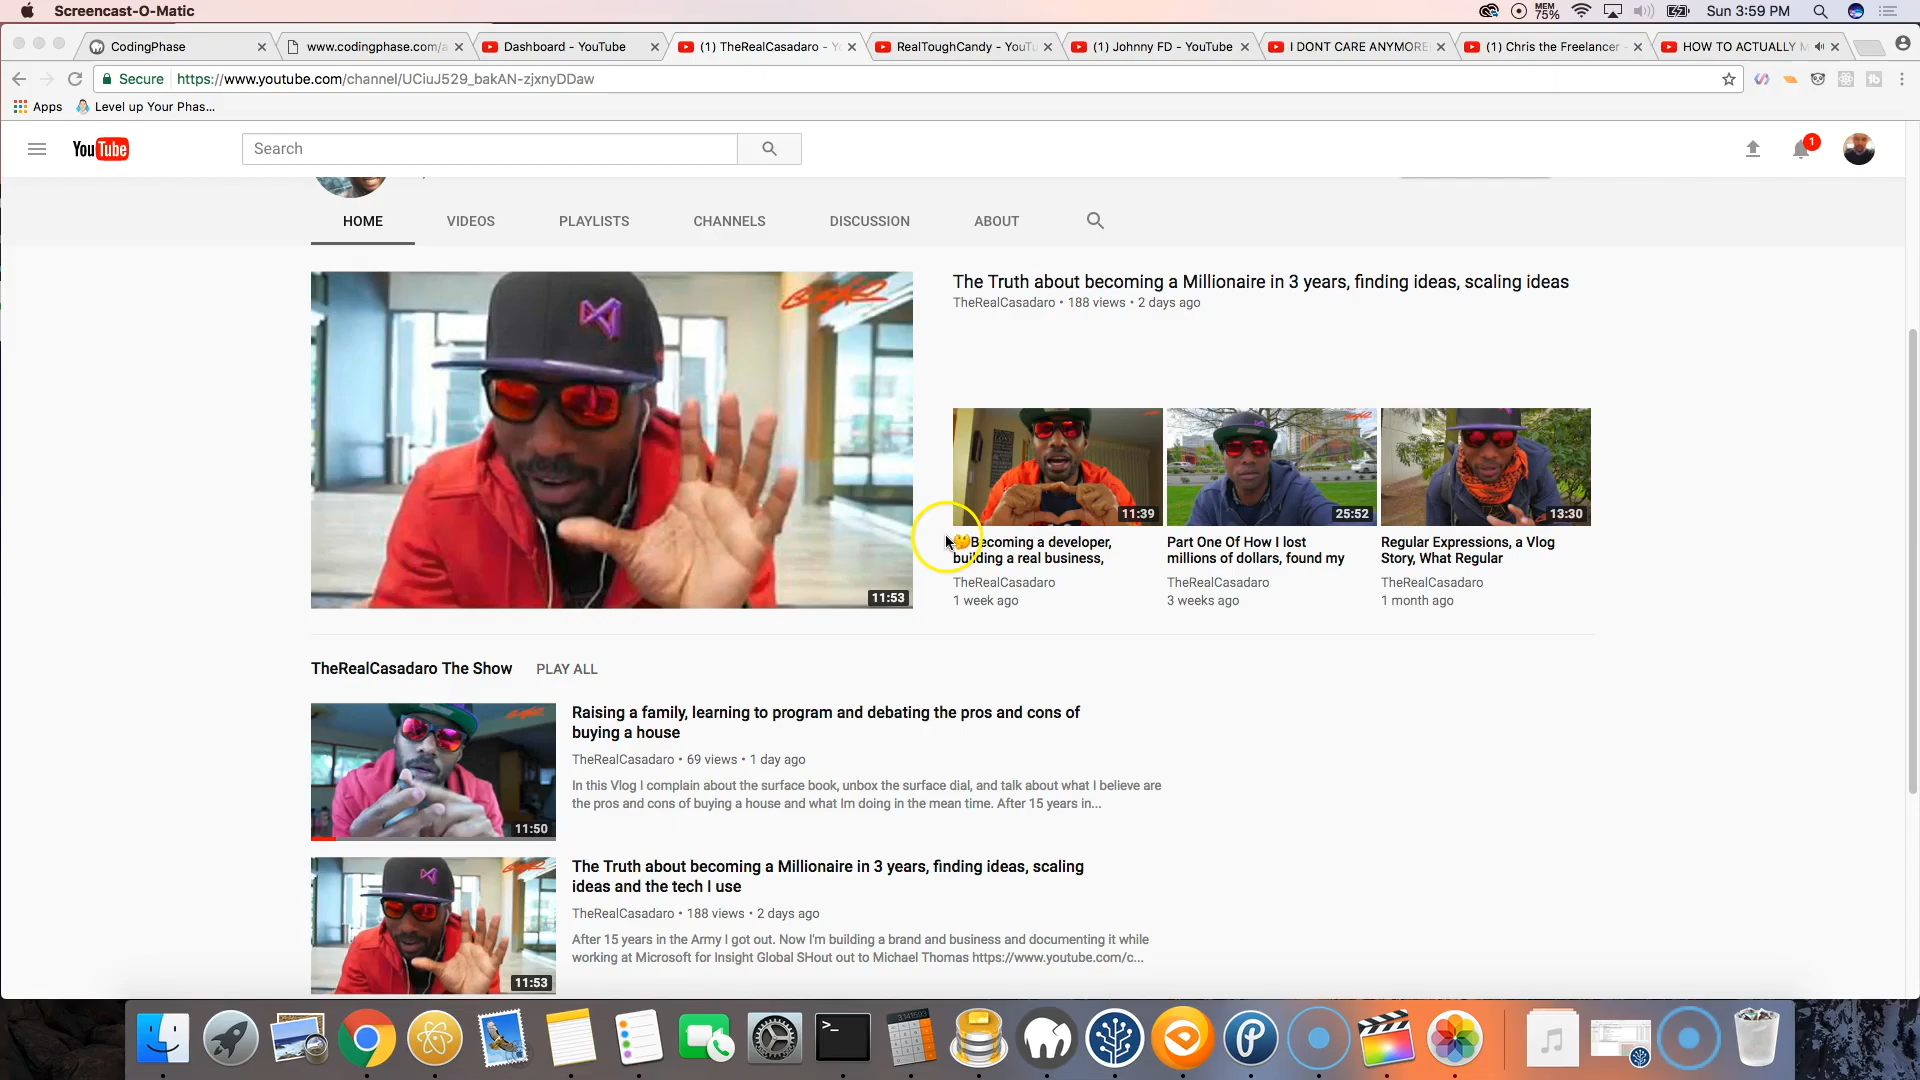 Screencast-O-Matic
MEM
75%
Sun 3:59 PM
CodingPhase
www.codingphase.com/a
Dashboard - YouTube
(1) TheRealCasadaro - Y
RealToughCandy - YouTu
(1) Johnny FD - YouTube
I DONT CARE ANYMORE
(1) Chris the Freelancer -
HOW TO ACTUALLY M
Secure
https://www.youtube.com/channel/UCiuJ529_bakAN-zjxnyDDaw
Apps
Level up Your Phas...
YouTube
Search
1
HOME
VIDEOS
PLAYLISTS
CHANNELS
DISCUSSION
ABOUT
11:53
The Truth about becoming a Millionaire in 3 years, finding ideas, scaling ideas
TheRealCasadaro • 188 views • 2 days ago
11:39
Becoming a developer,
building a real business,
TheRealCasadaro
1 week ago
25:52
Part One Of How I lost
millions of dollars, found my
TheRealCasadaro
3 weeks ago
13:30
Regular Expressions, a Vlog
Story, What Regular
TheRealCasadaro
1 month ago
TheRealCasadaro The Show
PLAY ALL
11:50
Raising a family, learning to program and debating the pros and cons of
buying a house
TheRealCasadaro • 69 views • 1 day ago
In this Vlog I complain about the surface book, unbox the surface dial, and talk about what I believe are
the pros and cons of buying a house and what Im doing in the mean time. After 15 years in...
11:53
The Truth about becoming a Millionaire in 3 years, finding ideas, scaling
ideas and the tech I use
TheRealCasadaro • 188 views • 2 days ago
After 15 years in the Army I got out. Now I'm building a brand and business and documenting it while
working at Microsoft for Insight Global SHout out to Michael Thomas https://www.youtube.com/c...